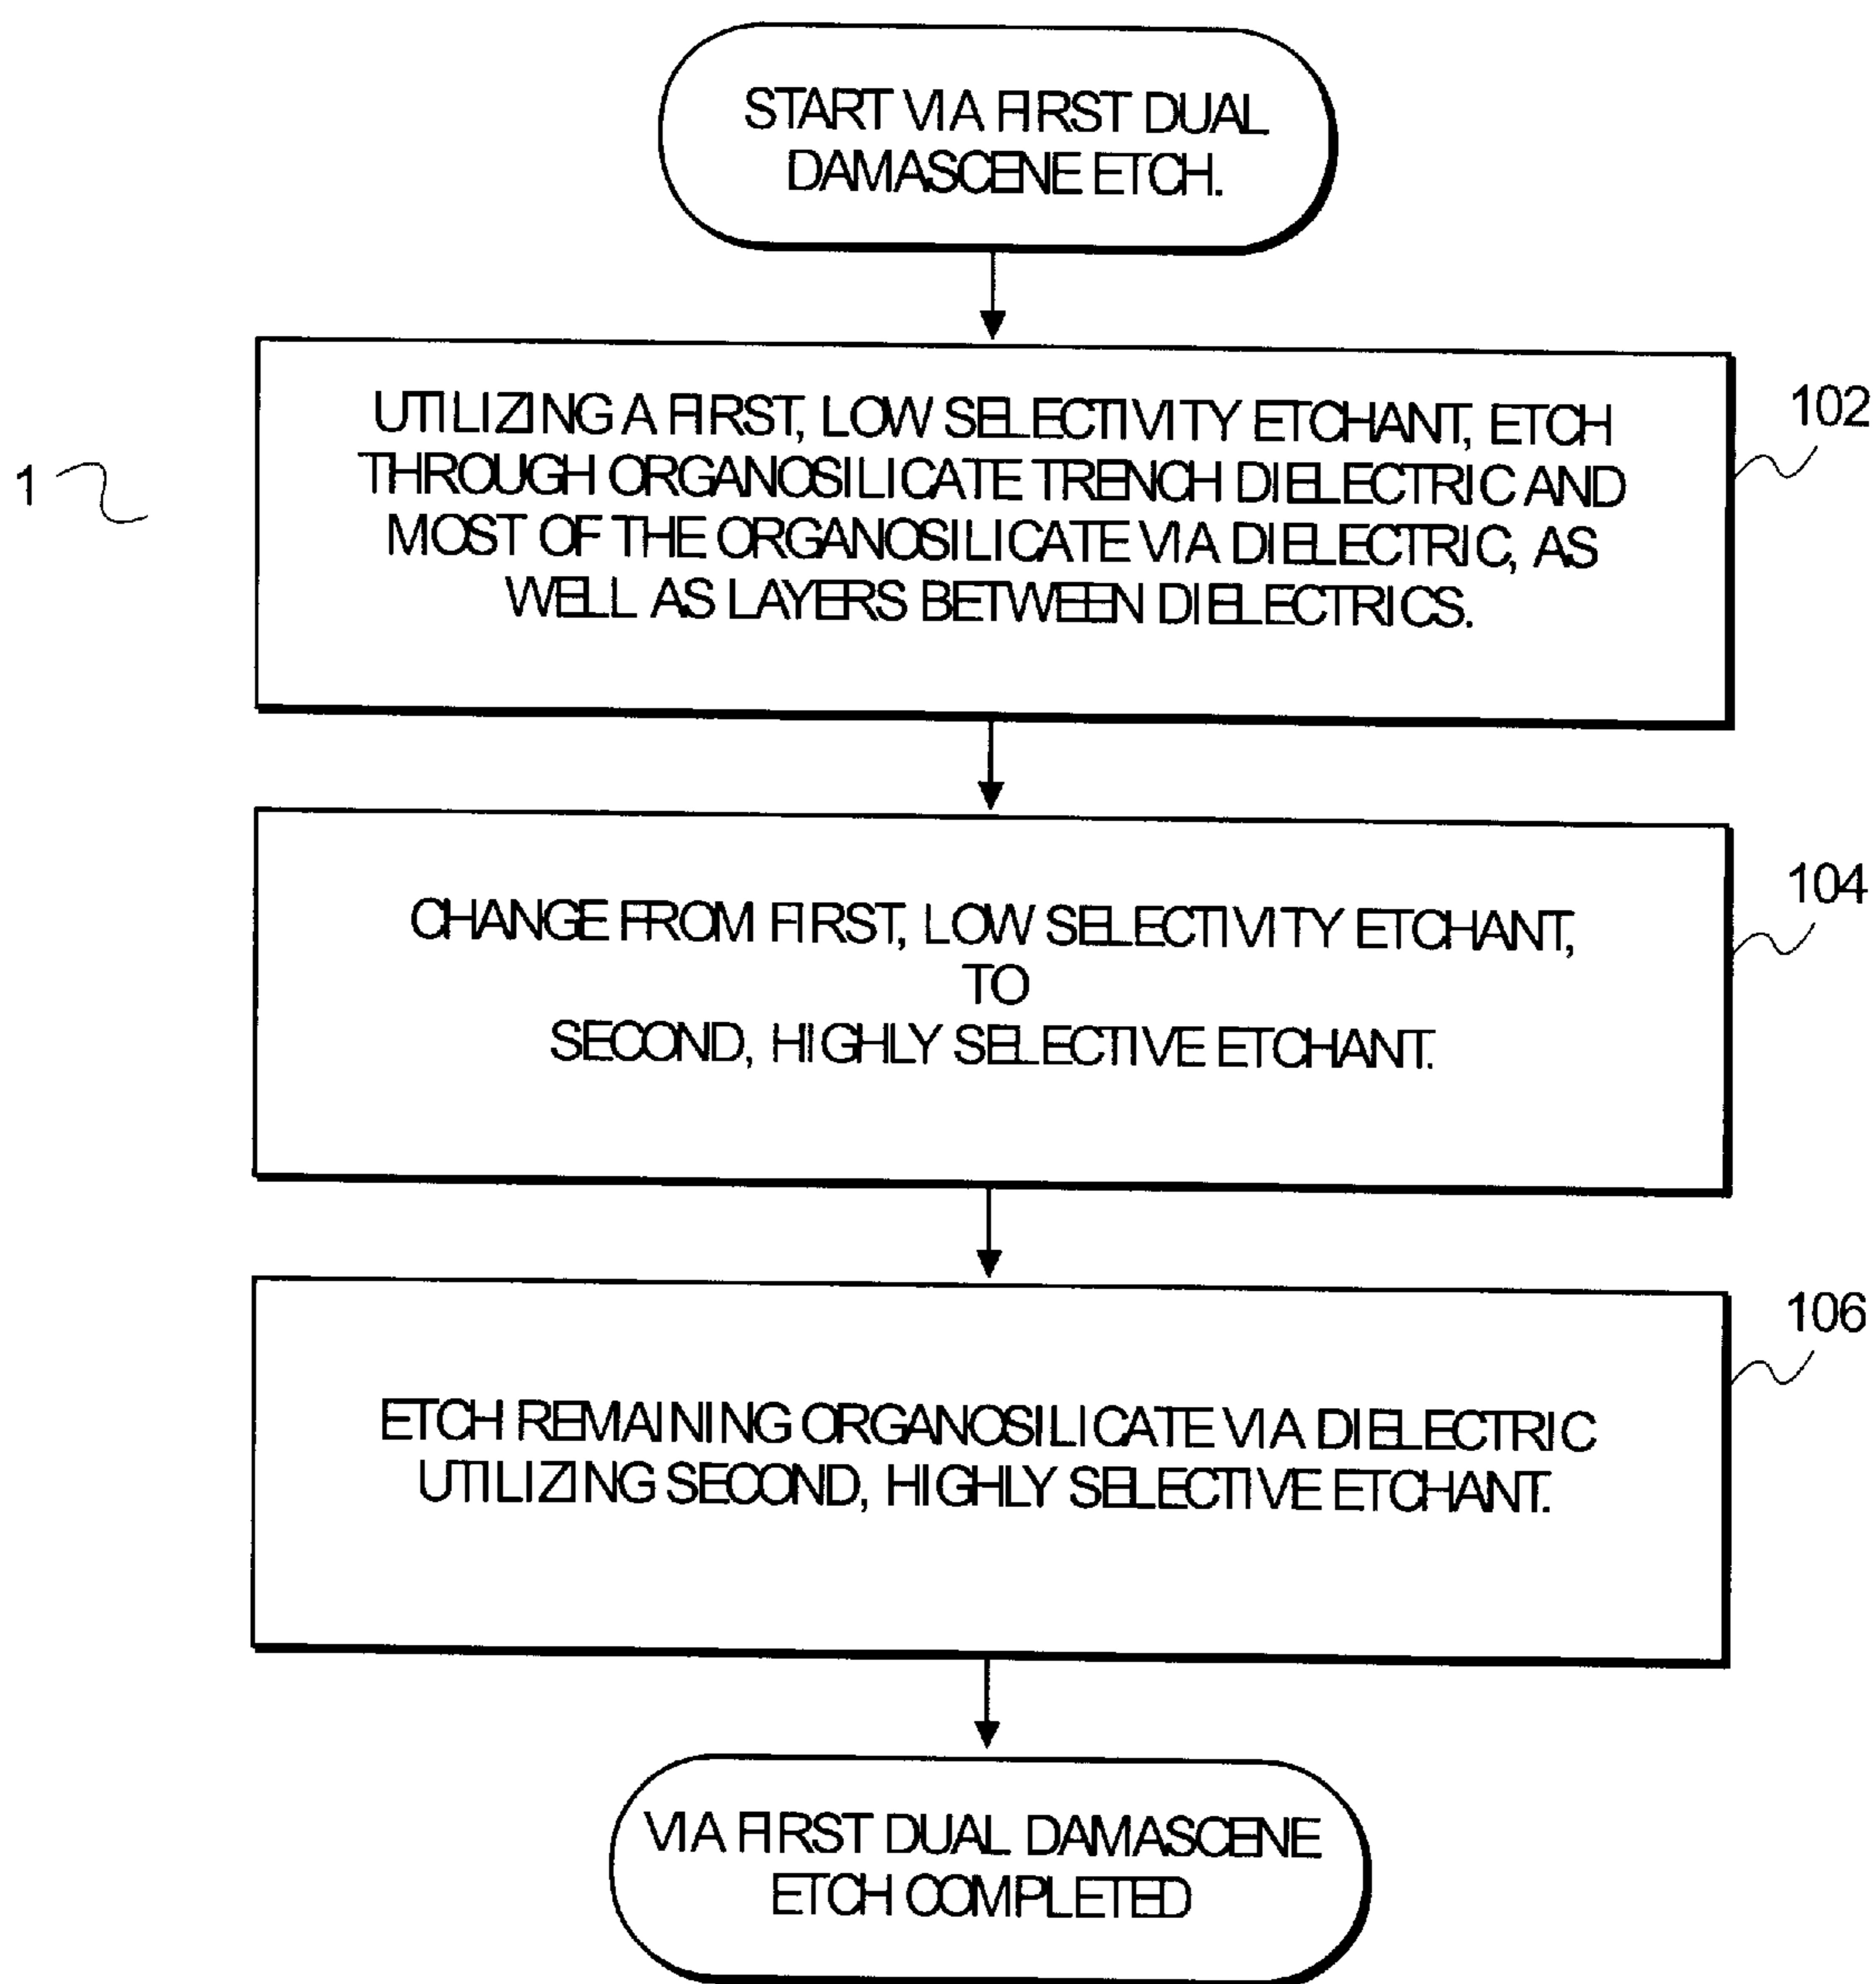 START VIA FIRST DUAL
DAMASCENE ETCH.
UTILIZING A FIRST, LOW SELECTIVITY ETCHANT, ETCH
THROUGH ORGANOSILICATE TRENCH DIELECTRIC AND
MOST OF THE ORGANOSILICATE VIA DIELECTRIC, AS
WELL AS LAYERS BETWEEN DIELECTRICS.
102
1
CHANGE FROM FIRST, LOW SELECTIVITY ETCHANT,
TO
SECOND, HIGHLY SELECTIVE ETCHANT.
104
ETCH REMAINING ORGANOSILICATE VIA DIELECTRIC
UTILIZING SECOND, HIGHLY SELECTIVE ETCHANT.
106
VIA FIRST DUAL DAMASCENE
ETCH COMPLETED